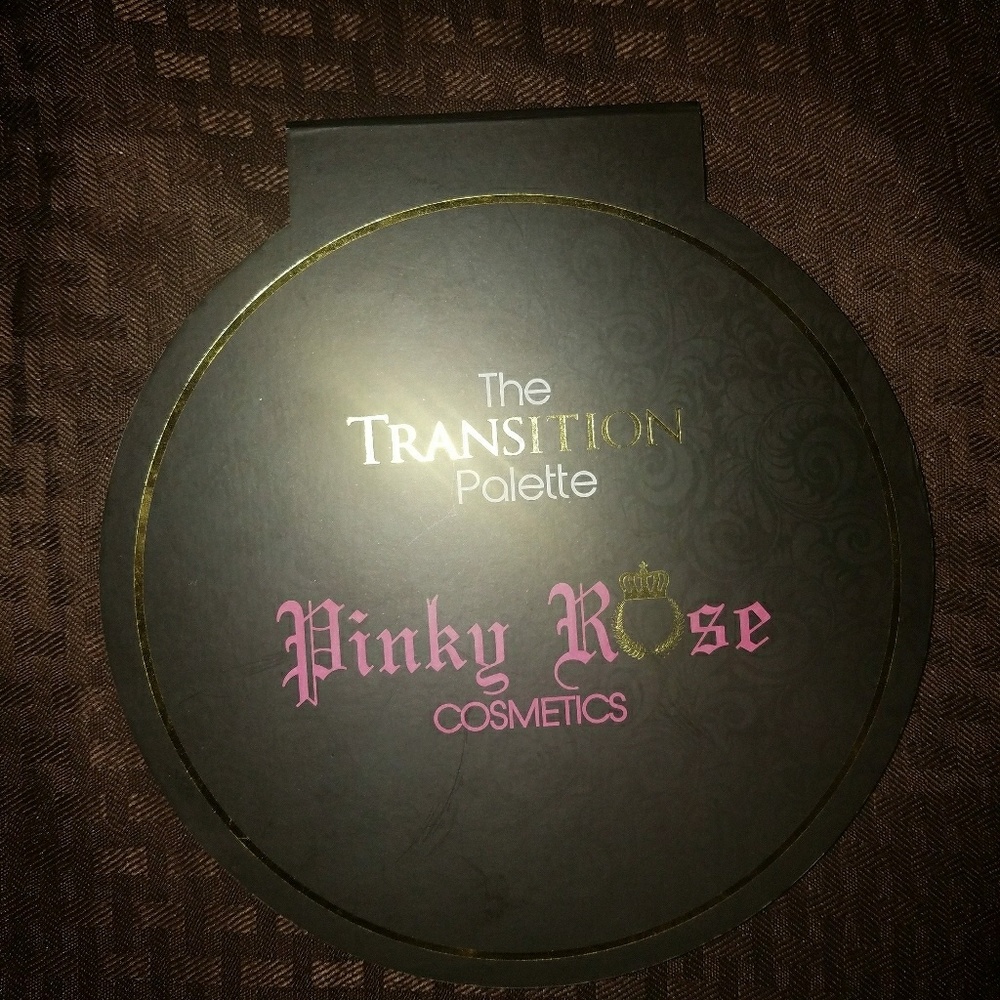 The
TRANSITION
Palette
Pinky Rose
COSMETICS